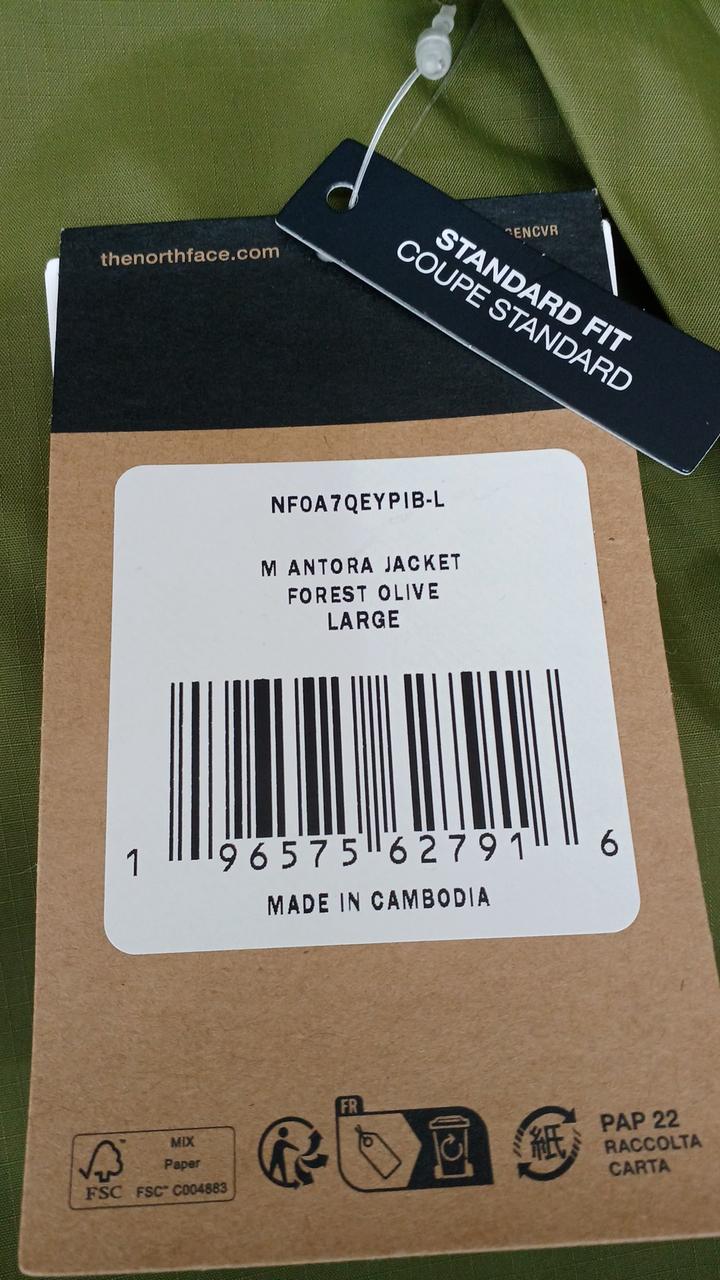 thenorthface.com
STANDARD FIT
COUPE STANDARD
NF0A7QEYPIB-L
M ANTORA JACKET
FOREST OLIVE
LARGE
1 96575 62791 6
MADE IN CAMBODIA
FSC
MIX
Paper
FSC™ C004883
FR
紙
PAP 22
RACCOLTA
CARTA